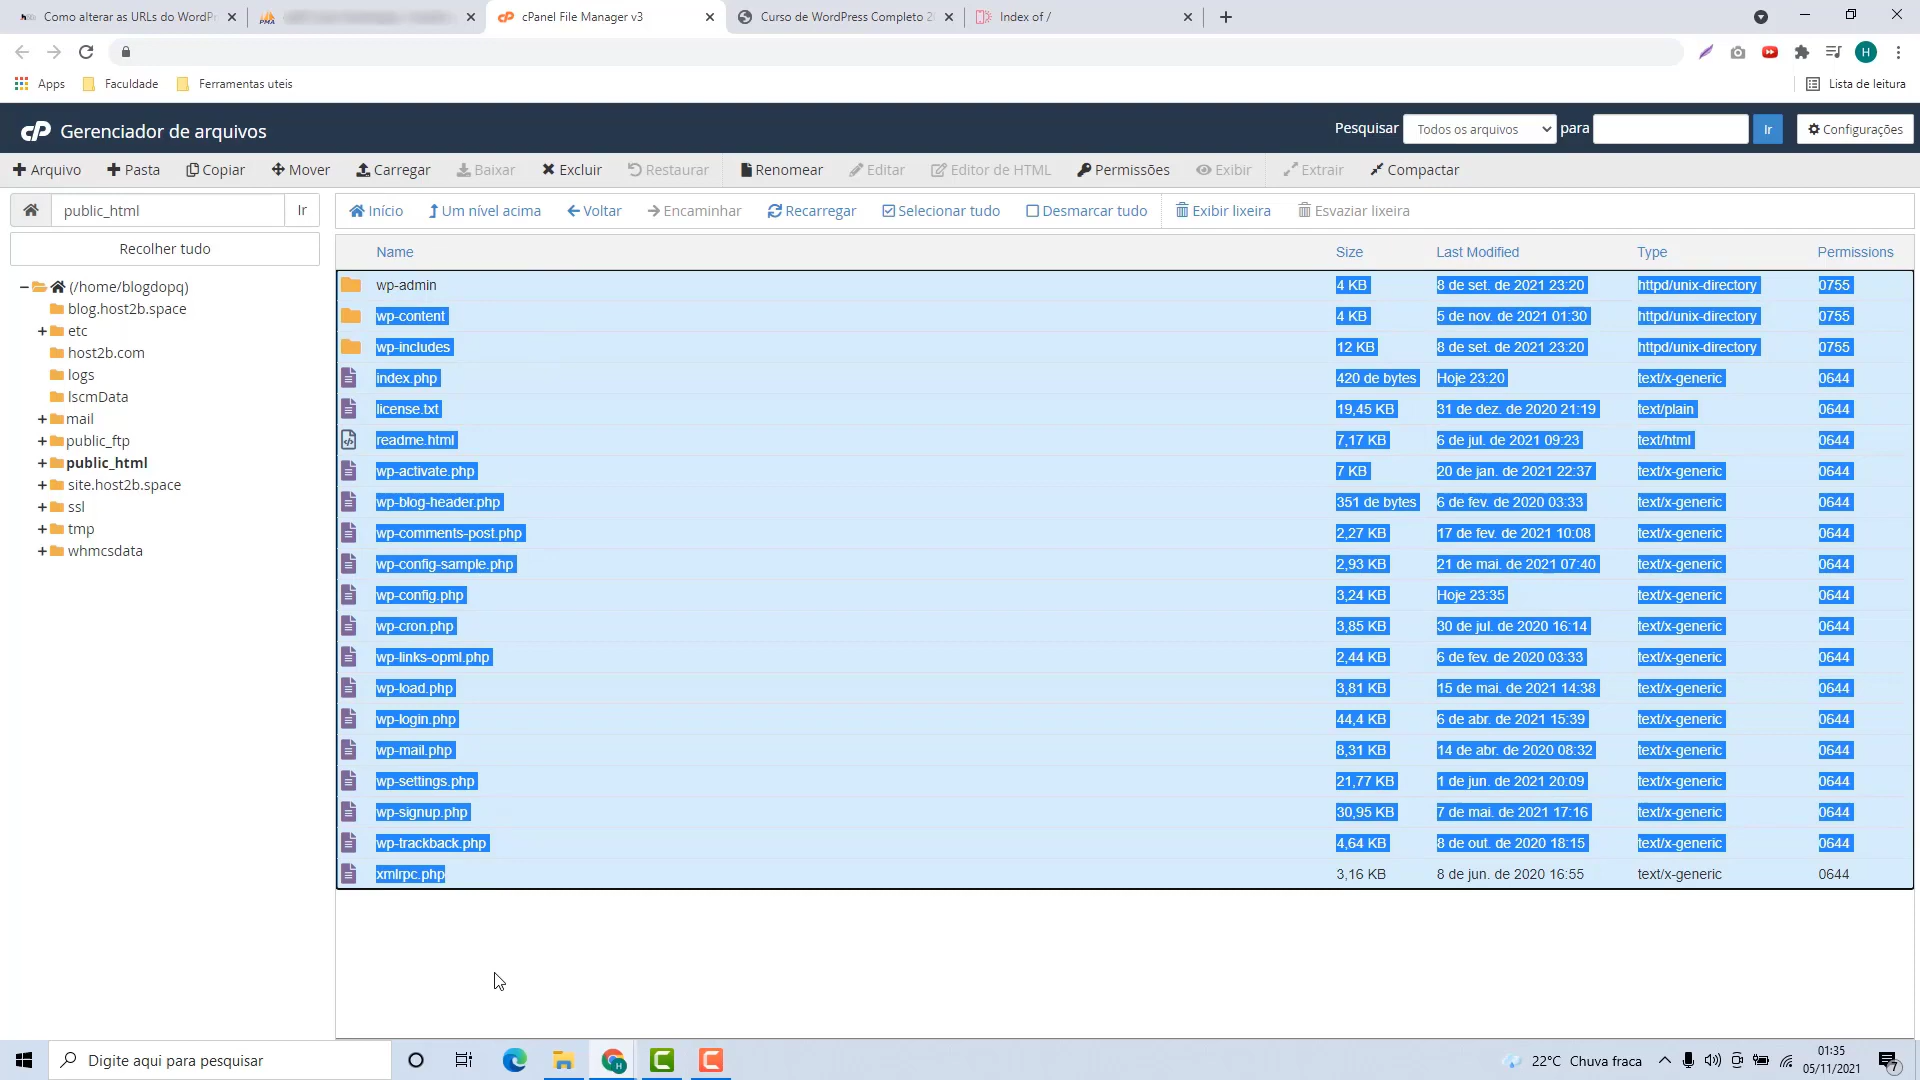 Como alterar as URLs do WordPr
cPanel File Manager v3
Curso de WordPress Completo 2
Index of /
H
Apps
Faculdade
Ferramentas uteis
Lista de leitura
cP Gerenciador de arquivos
Pesquisar
Todos os arquivos
para
Ir
Configurações
Arquivo
Pasta
Copiar
Mover
Carregar
Baixar
Excluir
Restaurar
Renomear
Editar
Editor de HTML
Permissões
Exibir
Extrair
Compactar
public_html
Ir
Início
Um nível acima
Voltar
Encaminhar
Recarregar
Selecionar tudo
Desmarcar tudo
Exibir lixeira
Esvaziar lixeira
Recolher tudo
(/home/blogdopq)
blog.host2b.space
etc
host2b.com
logs
lscmData
mail
public_ftp
public_html
site.host2b.space
ssl
tmp
whmcsdata
Name Size Last Modified Type Permissions
wp-admin 4 KB 8 de set. de 2021 23:20 httpd/unix-directory 0755
wp-content 4 KB 5 de nov. de 2021 01:30 httpd/unix-directory 0755
wp-includes 12 KB 8 de set. de 2021 23:20 httpd/unix-directory 0755
index.php 420 de bytes Hoje 23:20 text/x-generic 0644
license.txt 19,45 KB 31 de dez. de 2020 21:19 text/plain 0644
readme.html 7,17 KB 6 de jul. de 2021 09:23 text/html 0644
wp-activate.php 7 KB 20 de jan. de 2021 22:37 text/x-generic 0644
wp-blog-header.php 351 de bytes 6 de fev. de 2020 03:33 text/x-generic 0644
wp-comments-post.php 2,27 KB 17 de fev. de 2021 10:08 text/x-generic 0644
wp-config-sample.php 2,93 KB 21 de mai. de 2021 07:40 text/x-generic 0644
wp-config.php 3,24 KB Hoje 23:35 text/x-generic 0644
wp-cron.php 3,85 KB 30 de jul. de 2020 16:14 text/x-generic 0644
wp-links-opml.php 2,44 KB 6 de fev. de 2020 03:33 text/x-generic 0644
wp-load.php 3,81 KB 15 de mai. de 2021 14:38 text/x-generic 0644
wp-login.php 44,4 KB 6 de abr. de 2021 15:39 text/x-generic 0644
wp-mail.php 8,31 KB 14 de abr. de 2020 08:32 text/x-generic 0644
wp-settings.php 21,77 KB 1 de jun. de 2021 20:09 text/x-generic 0644
wp-signup.php 30,95 KB 7 de mai. de 2021 17:16 text/x-generic 0644
wp-trackback.php 4,64 KB 8 de out. de 2020 18:15 text/x-generic 0644
xmlrpc.php 3,16 KB 8 de jun. de 2020 16:55 text/x-generic 0644
Digite aqui para pesquisar
22°C Chuva fraca
01:35
05/11/2021
7